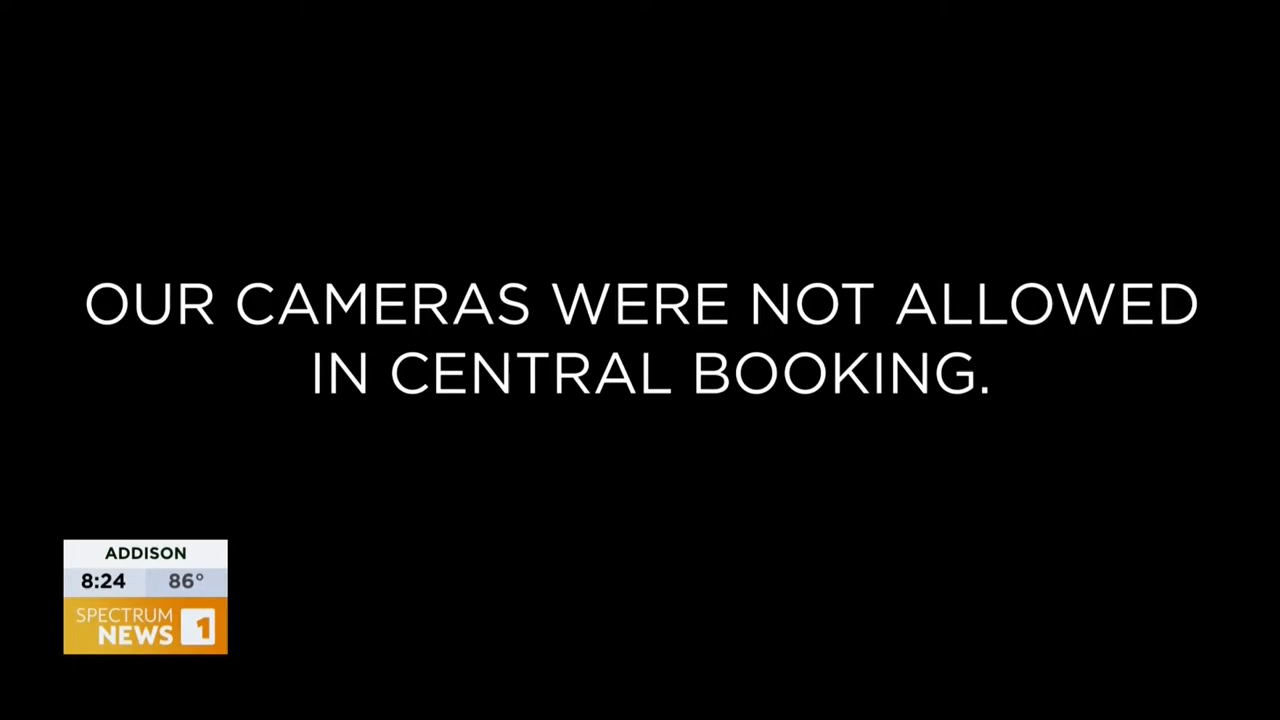 OUR CAMERAS WERE NOT ALLOWED
IN CENTRAL BOOKING.
ADDISON
8:24 86°
SPECTRUM
NEWS 1